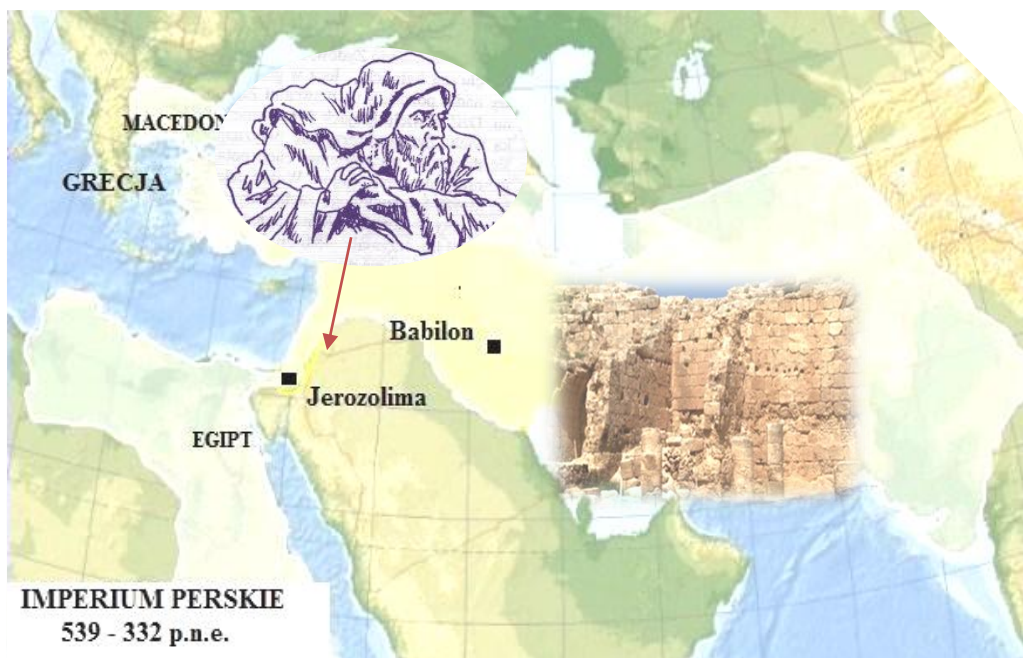 MACEDON
GRECJA
Babilon
Jerozolima
EGIPT
IMPERIUM PERSKIE
539 - 332 p.n.e.